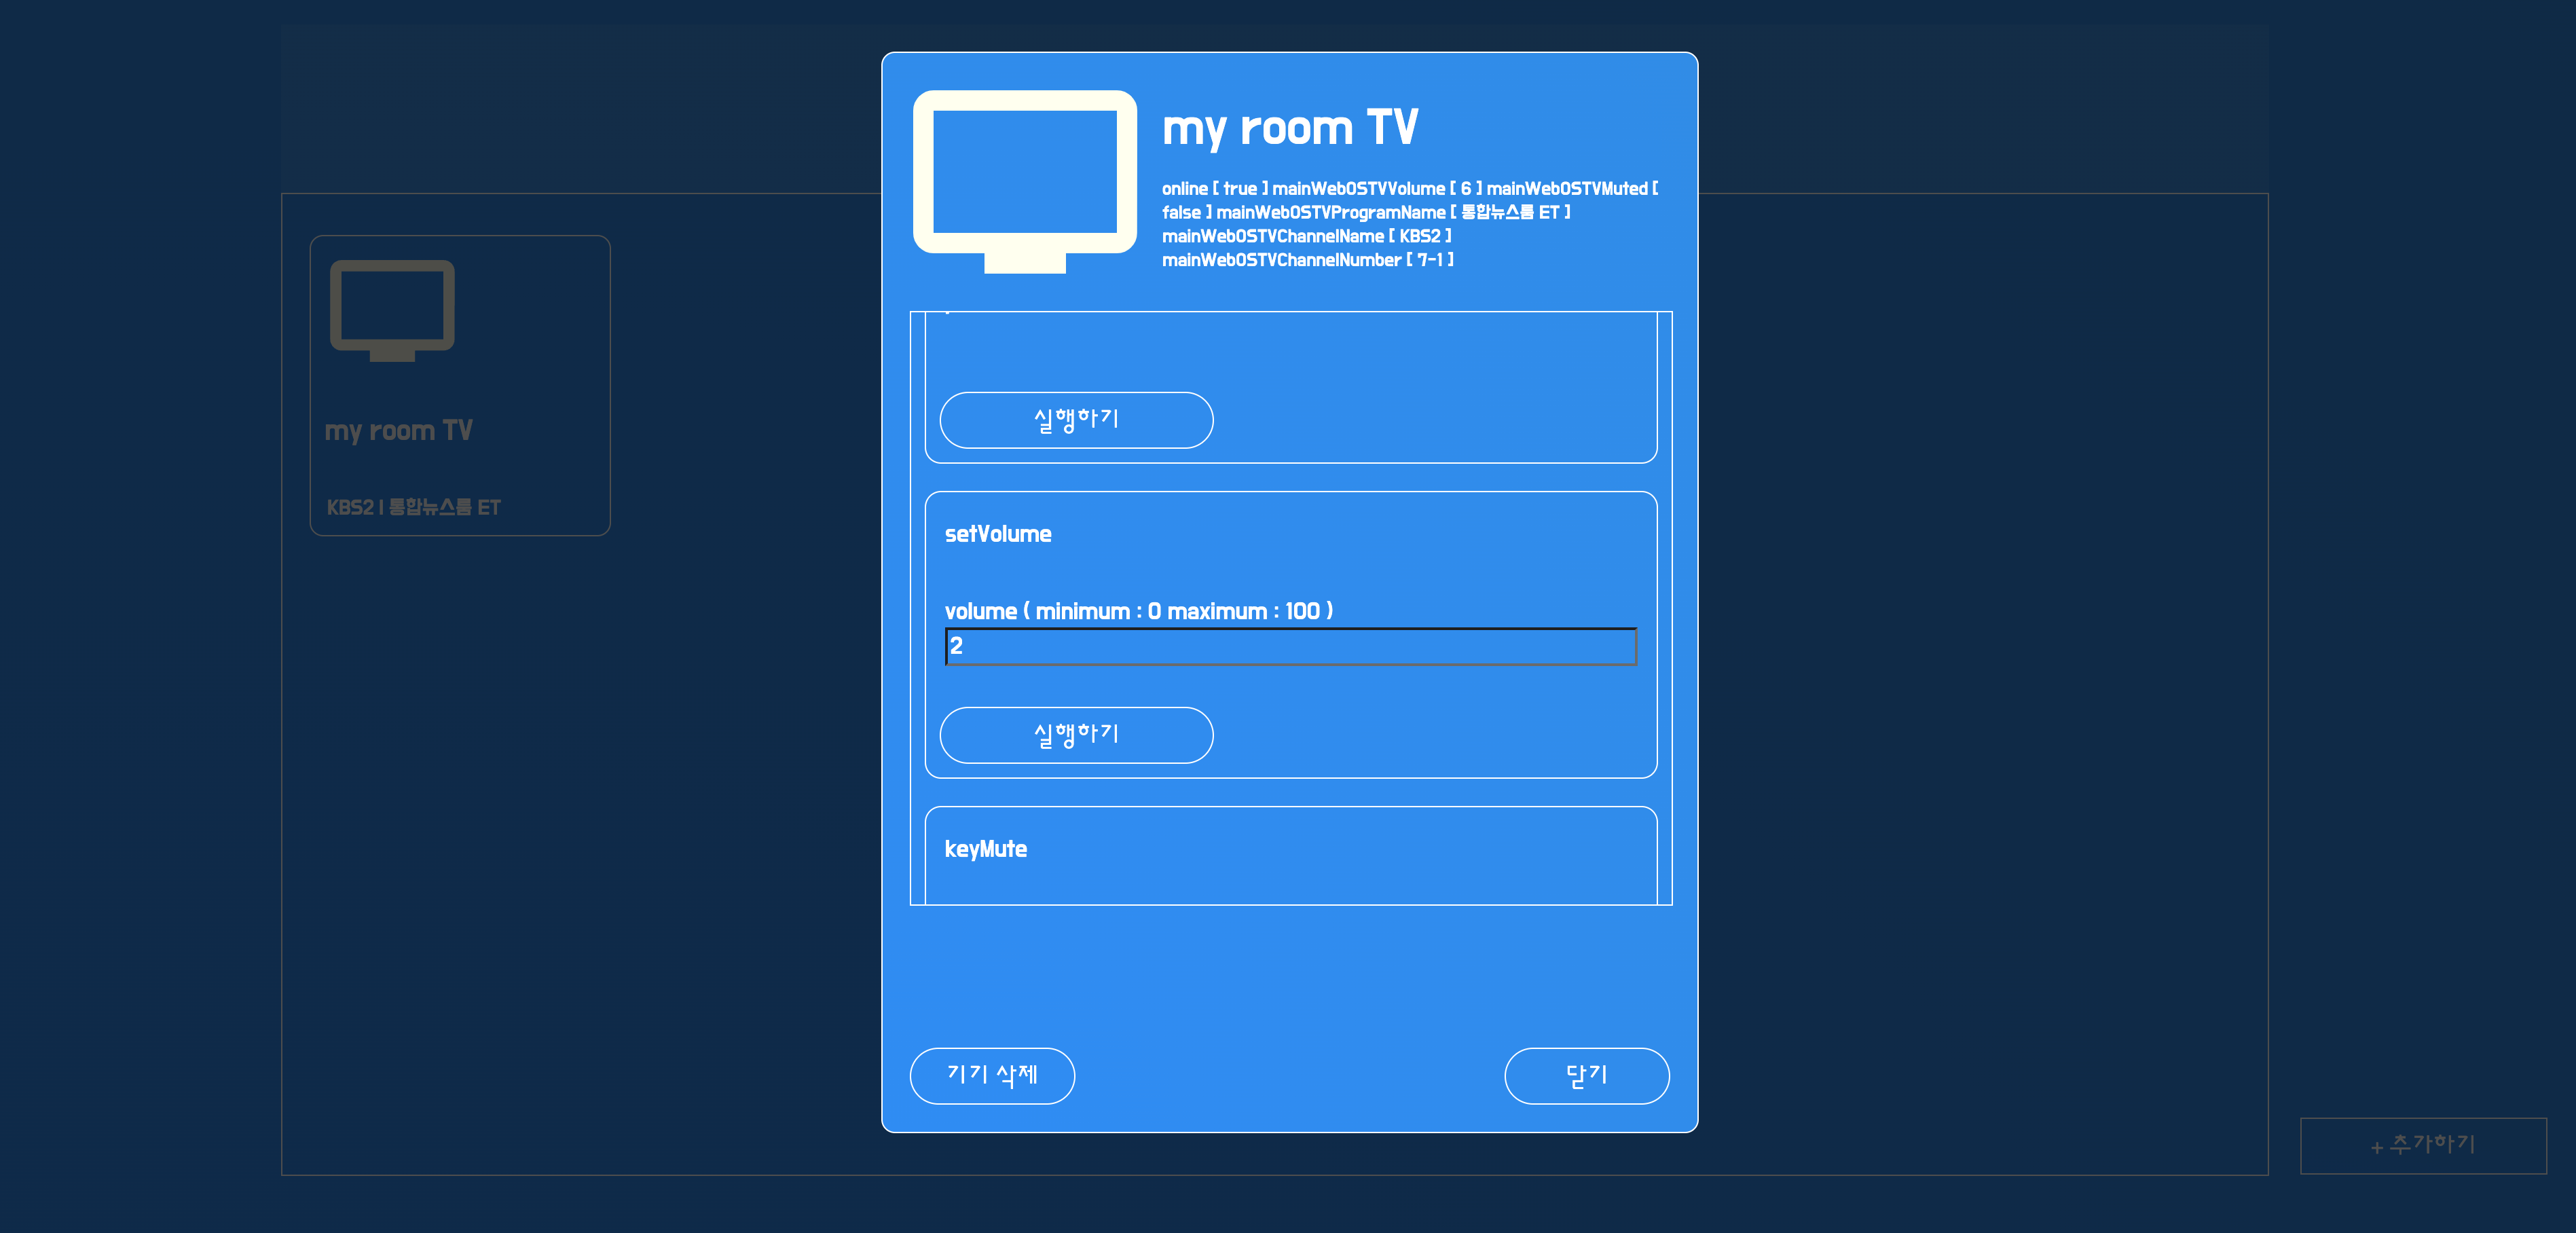 my room TV
online [ true ] mainWebOSTVVolume [ 6 ] mainWebOSTVMuted [
false ] mainWebOSTVProgramName [ 통합뉴스룸 ET ]
mainWebOSTVChannelName [ KBS2 ]
mainWebOSTVChannelNumber [ 7-1 ]
실행하기
setVolume
volume ( minimum : 0 maximum : 100 )
2
실행하기
keyMute
기기 삭제
닫기
my room TV
KBS2 | 통합뉴스룸 ET
+ 추가하기